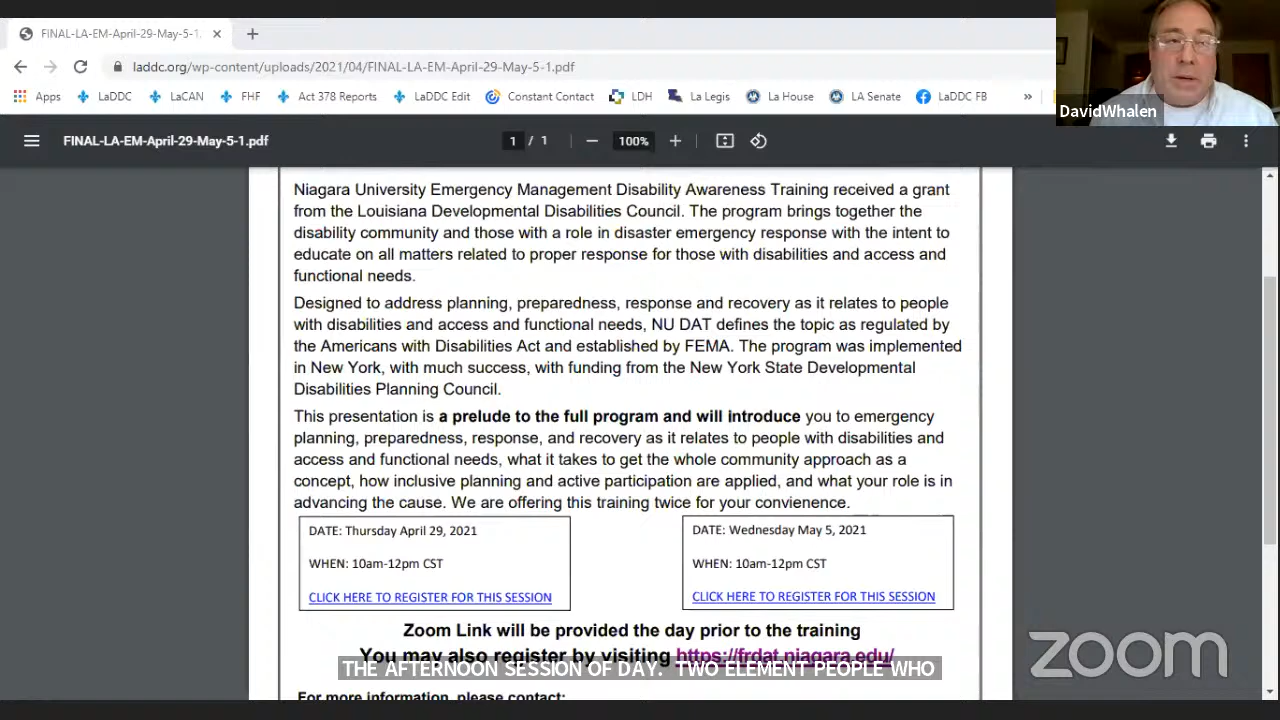 FINAL-LA-EM-April-29-May-5-1.
laddc.org/wp-content/uploads/2021/04/FINAL-LA-EM-April-29-May-5-1.pdf
Apps LaDDC LaCAN FHF Act 378 Reports LaDDC Edit Constant Contact LDH La Legis La House LA Senate LaDDC FB »
DavidWhalen
FINAL-LA-EM-April-29-May-5-1.pdf 1 / 1 100%
Niagara University Emergency Management Disability Awareness Training received a grant
from the Louisiana Developmental Disabilities Council. The program brings together the
disability community and those with a role in disaster emergency response with the intent to
educate on all matters related to proper response for those with disabilities and access and
functional needs.
Designed to address planning, preparedness, response and recovery as it relates to people
with disabilities and access and functional needs, NU DAT defines the topic as regulated by
the Americans with Disabilities Act and established by FEMA. The program was implemented
in New York, with much success, with funding from the New York State Developmental
Disabilities Planning Council.
This presentation is a prelude to the full program and will introduce you to emergency
planning, preparedness, response, and recovery as it relates to people with disabilities and
access and functional needs, what it takes to get the whole community approach as a
concept, how inclusive planning and active participation are applied, and what your role is in
advancing the cause. We are offering this training twice for your convienence.
DATE: Thursday April 29, 2021
WHEN: 10am-12pm CST
CLICK HERE TO REGISTER FOR THIS SESSION
DATE: Wednesday May 5, 2021
WHEN: 10am-12pm CST
CLICK HERE TO REGISTER FOR THIS SESSION
Zoom Link will be provided the day prior to the training
You may also register by visiting https://frdat.niagara.edu/
THE AFTERNOON SESSION OF DAY. TWO ELEMENT PEOPLE WHO
For more information, please contact:
zoom